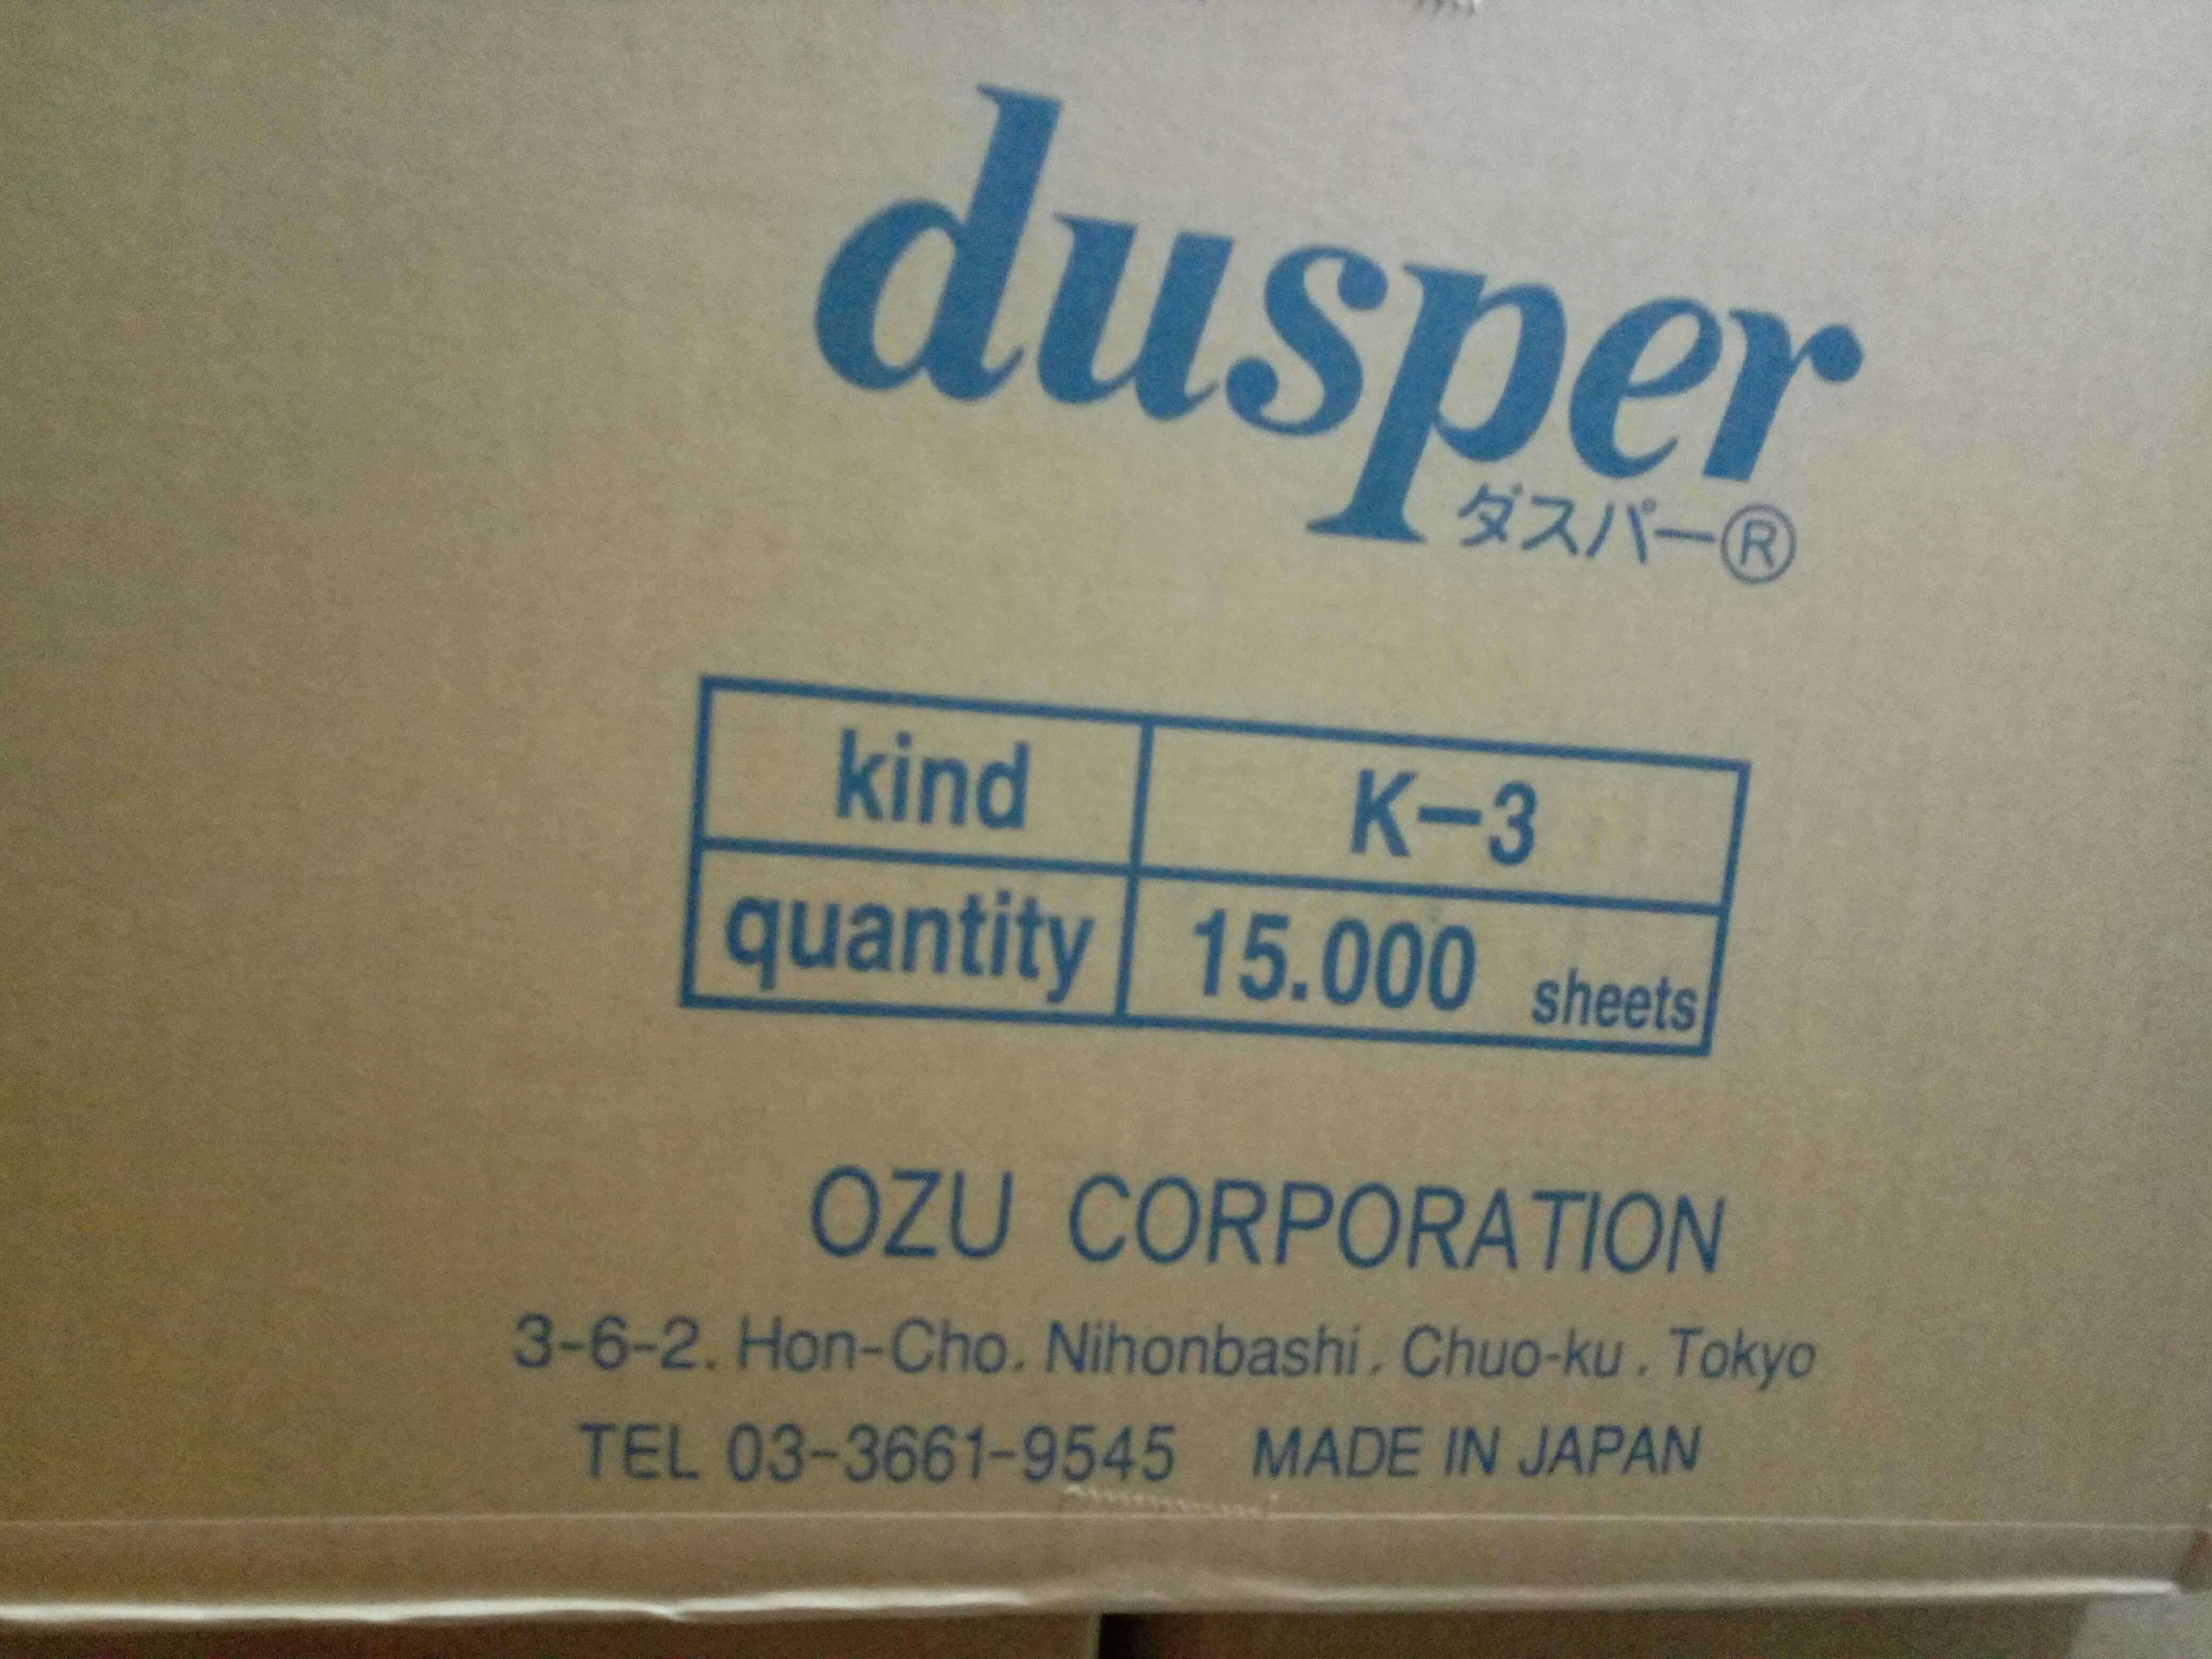 dusper
ダスパー®
kind K-3
quantity 15.000 sheets
OZU CORPORATION
3-6-2. Hon-Cho. Nihonbashi. Chuo-ku. Tokyo
TEL 03-3661-9545 MADE IN JAPAN